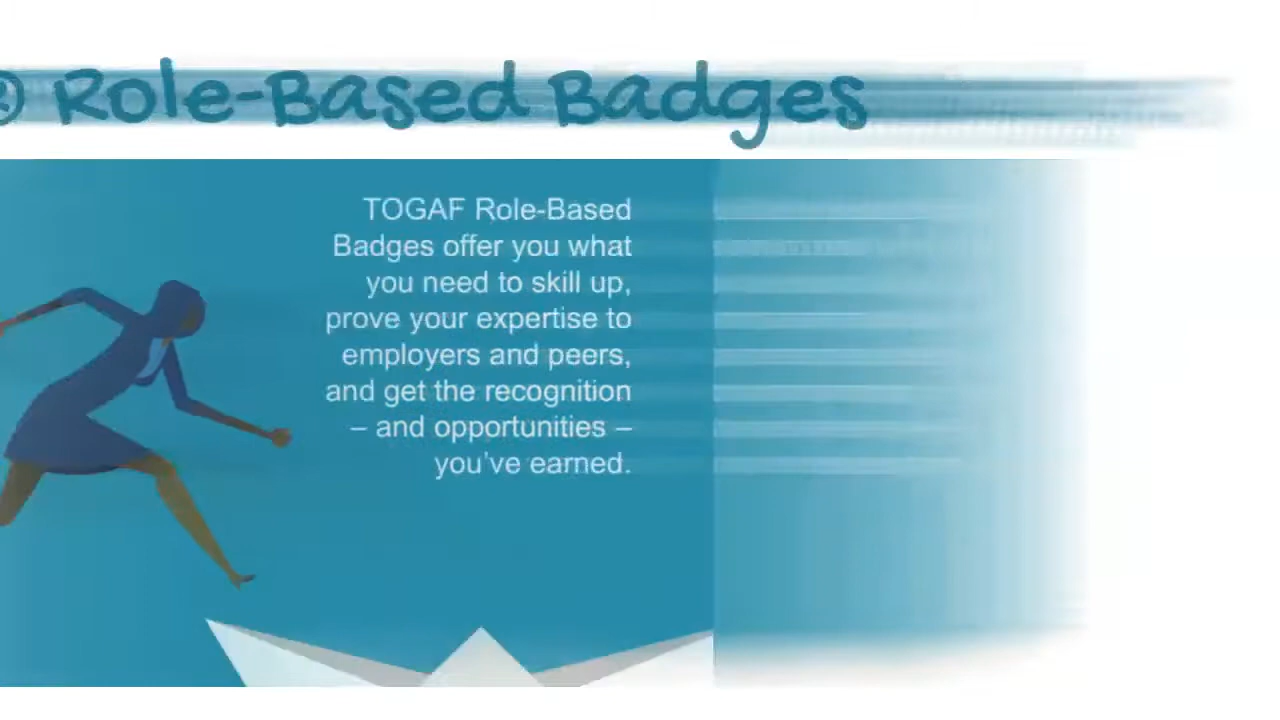 ® Role-Based Badges
TOGAF Role-Based
Badges offer you what
you need to skill up,
prove your expertise to
employers and peers,
and get the recognition
– and opportunities –
you’ve earned.